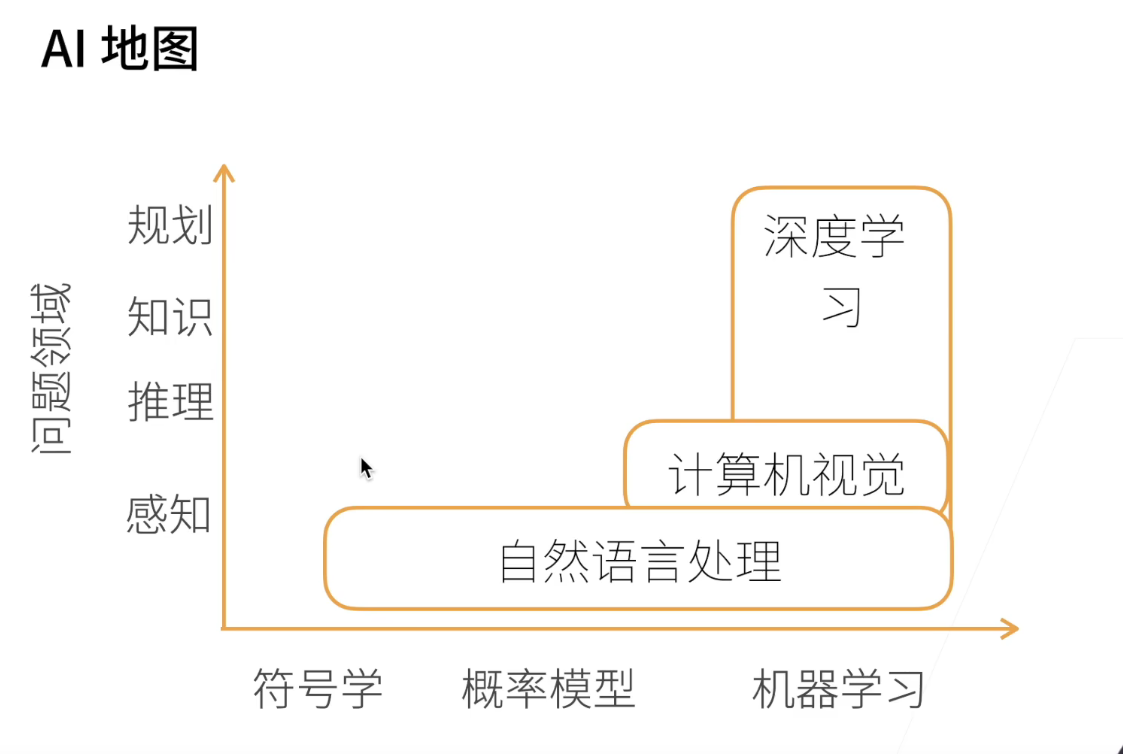 AI 地图
问题领域
规划
知识
推理
感知
深度学
习
计算机视觉
自然语言处理
符号学
概率模型
机器学习